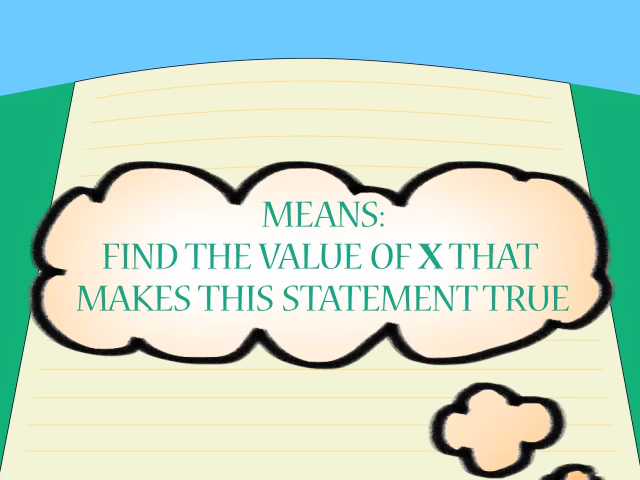 MEANS:
FIND THE VALUE OF X THAT
MAKES THIS STATEMENT TRUE